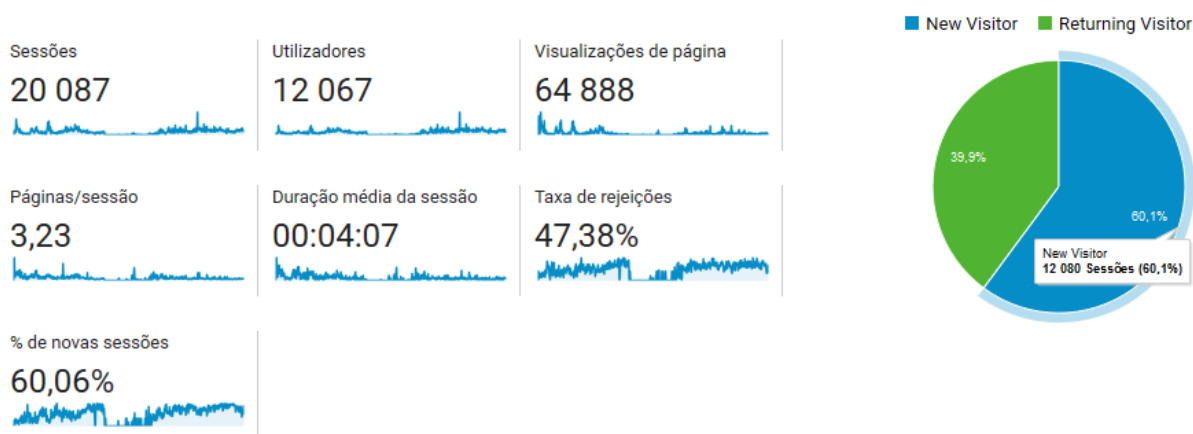 New Visitor
Returning Visitor
Sessões
20 087
Utilizadores
12 067
Visualizações de página
64 888
Páginas/sessão
3,23
Duração média da sessão
00:04:07
Taxa de rejeições
47,38%
% de novas sessões
60,06%
39,9%
60,1%
New Visitor
12 080 Sessões (60,1%)